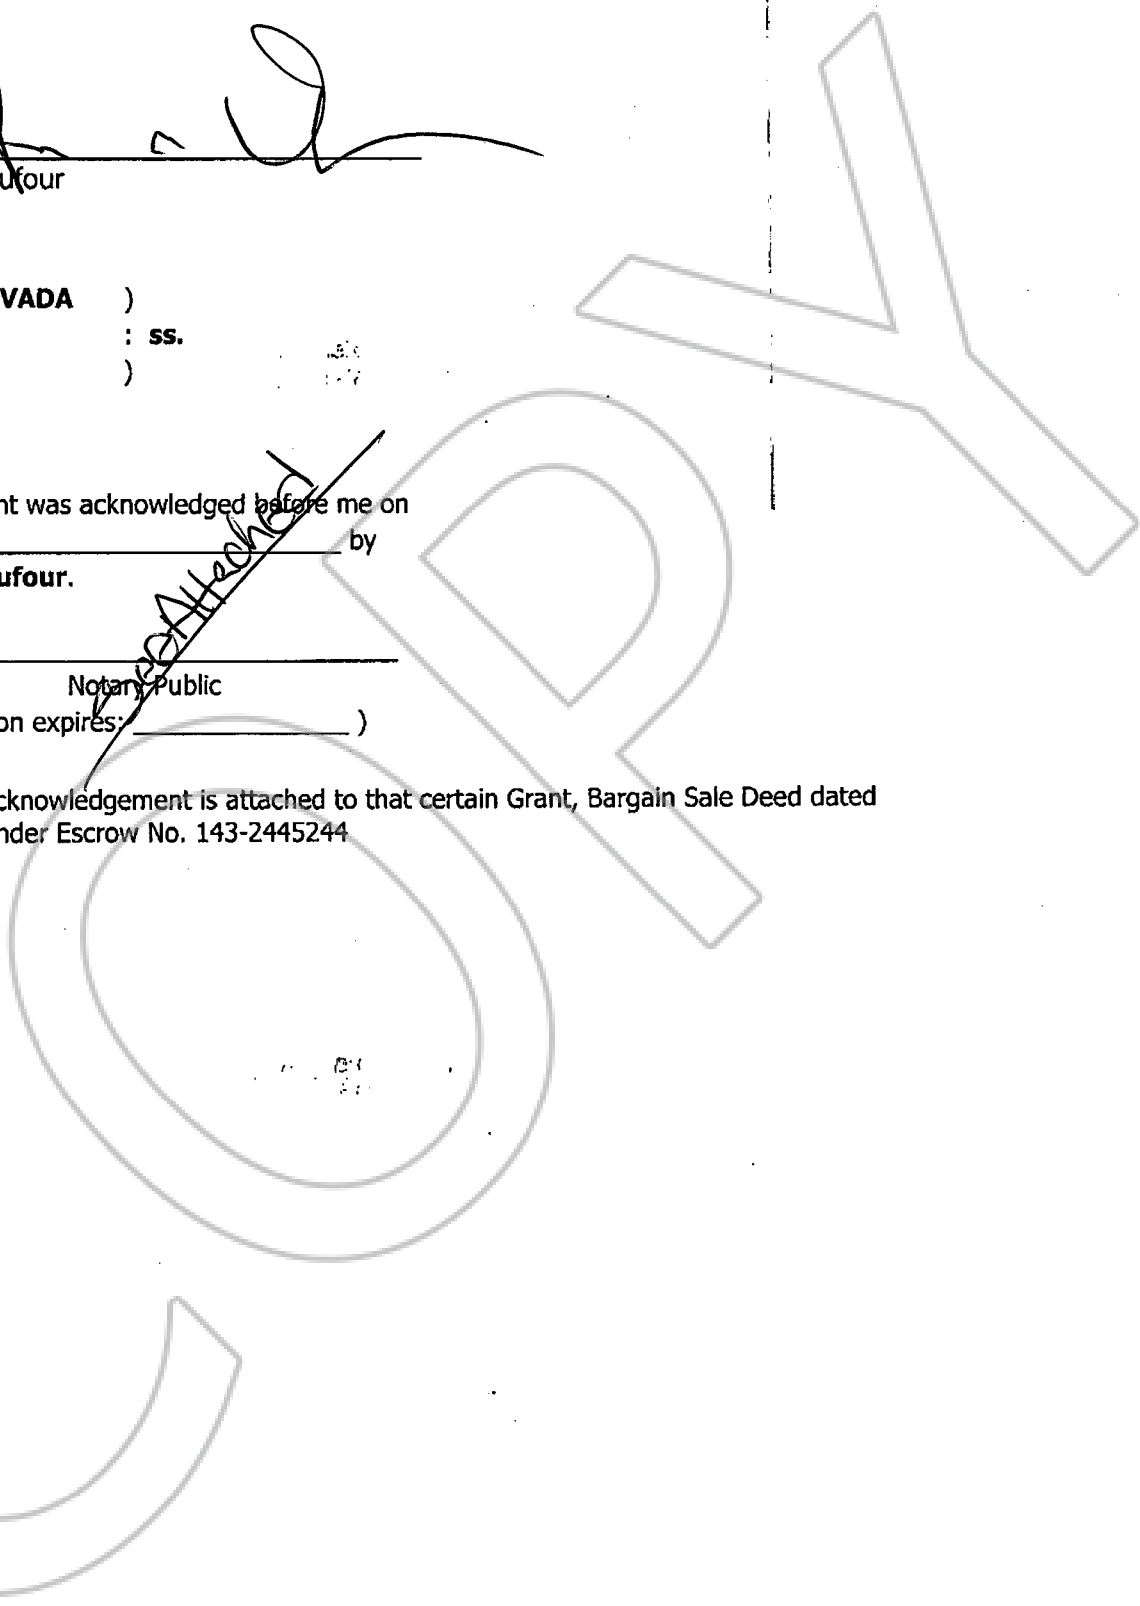 ufour
VADA )
: ss.
)
nt was acknowledged before me on
by
ufour.
See Attached
Notary Public
on expires: )
cknowledgement is attached to that certain Grant, Bargain Sale Deed dated
nder Escrow No. 143-2445244
COPY